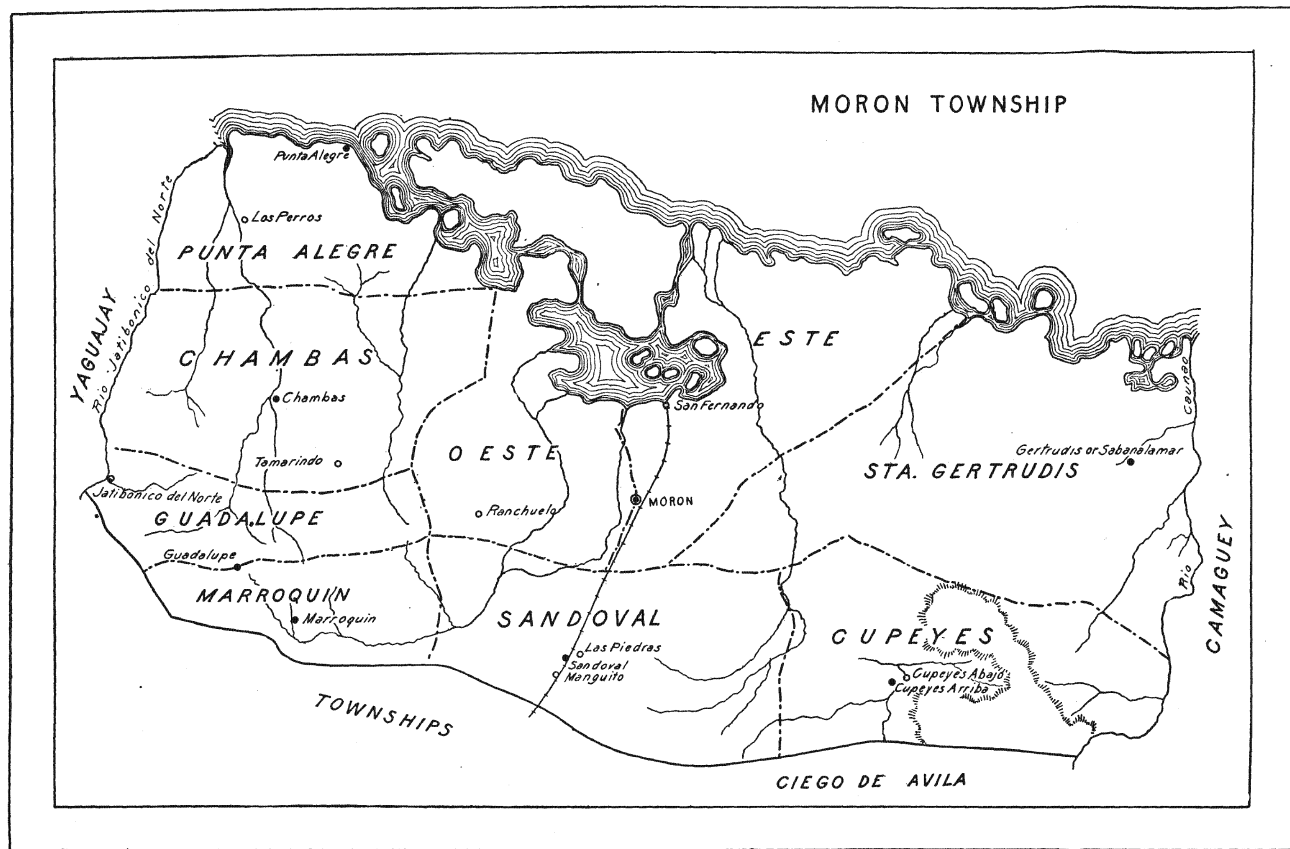 MORON TOWNSHIP
Punta Alegre
Los Perros
PUNTA ALEGRE
Rio Jatibonico del Norte
YAGUAJAY
CHAMBAS
Chambas
Tamarindo
Jatibonico del Norte
GUADALUPE
Guadalupe
MARROQUIN
Marroquin
OESTE
Ranchuelo
San Fernando
MORON
ESTE
STA. GERTRUDIS
Gertrudis or Sabanalamar
Rio Caunao
CAMAGUEY
SANDOVAL
Las Piedras
Sandoval
Manguito
CUPEYES
Cupeyes Abajo
Cupeyes Arriba
TOWNSHIPS
CIEGO DE AVILA